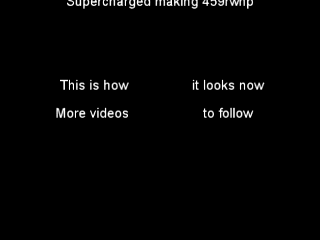 Supercharged making 459rwhp
This is how it looks now
More videos to follow